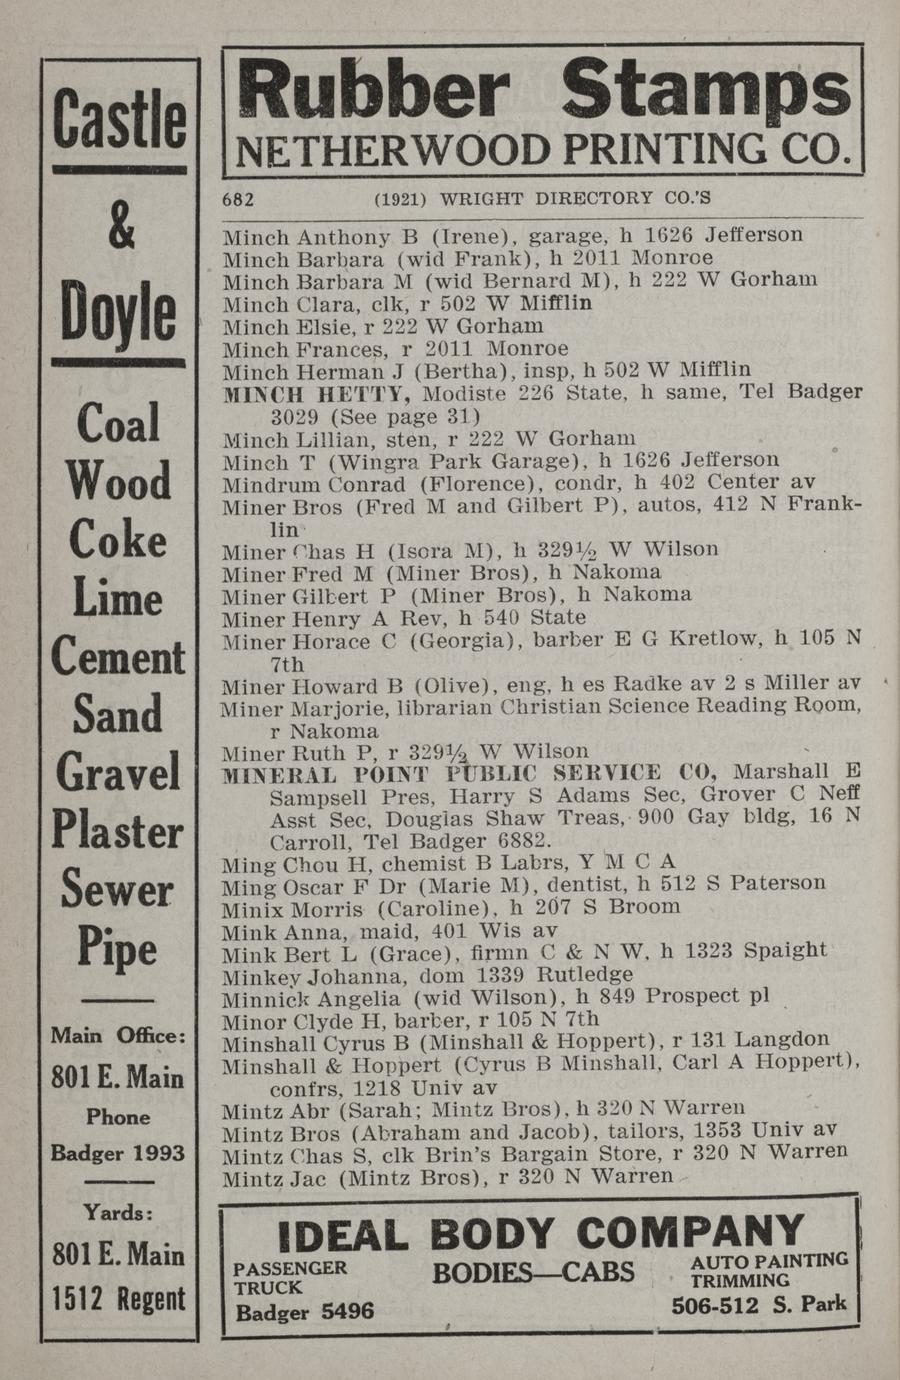 Castle
&
Doyle
Coal
Wood
Coke
Lime
Cement
Sand
Gravel
Plaster
Sewer
Pipe
Main Office:
801 E. Main
Phone
Badger 1993
Yards:
801 E. Main
1512 Regent
Rubber Stamps
NETHERWOOD PRINTING CO.
682 (1921) WRIGHT DIRECTORY CO.'S
Minch Anthony B (Irene), garage, h 1626 Jefferson
Minch Barbara (wid Frank), h 2011 Monroe
Minch Barbara M (wid Bernard M), h 222 W Gorham
Minch Clara, clk, r 502 W Mifflin
Minch Elsie, r 222 W Gorham
Minch Frances, r 2011 Monroe
Minch Herman J (Bertha), insp, h 502 W Mifflin
MINCH HETTY, Modiste 226 State, h same, Tel Badger
3029 (See page 31)
Minch Lillian, sten, r 222 W Gorham
Minch T (Wingra Park Garage), h 1626 Jefferson
Mindrum Conrad (Florence), condr, h 402 Center av
Miner Bros (Fred M and Gilbert P), autos, 412 N Frank-
lin
Miner Chas H (Isora M), h 329½ W Wilson
Miner Fred M (Miner Bros), h Nakoma
Miner Gilbert P (Miner Bros), h Nakoma
Miner Henry A Rev, h 540 State
Miner Horace C (Georgia), barber E G Kretlow, h 105 N
7th
Miner Howard B (Olive), eng, h es Radke av 2 s Miller av
Miner Marjorie, librarian Christian Science Reading Room,
r Nakoma
Miner Ruth P, r 329½ W Wilson
MINERAL POINT PUBLIC SERVICE CO, Marshall E
Sampsell Pres, Harry S Adams Sec, Grover C Neff
Asst Sec, Douglas Shaw Treas, 900 Gay bldg, 16 N
Carroll, Tel Badger 6882.
Ming Chou H, chemist B Labrs, Y M C A
Ming Oscar F Dr (Marie M), dentist, h 512 S Paterson
Minix Morris (Caroline), h 207 S Broom
Mink Anna, maid, 401 Wis av
Mink Bert L (Grace), firmn C & N W, h 1323 Spaight
Minkey Johanna, dom 1339 Rutledge
Minnick Angelia (wid Wilson), h 849 Prospect pl
Minor Clyde H, barber, r 105 N 7th
Minshall Cyrus B (Minshall & Hoppert), r 131 Langdon
Minshall & Hoppert (Cyrus B Minshall, Carl A Hoppert),
confrs, 1218 Univ av
Mintz Abr (Sarah; Mintz Bros), h 320 N Warren
Mintz Bros (Abraham and Jacob), tailors, 1353 Univ av
Mintz Chas S, clk Brin's Bargain Store, r 320 N Warren
Mintz Jac (Mintz Bros), r 320 N Warren
IDEAL BODY COMPANY
PASSENGER
TRUCK
Badger 5496
BODIES—CABS
AUTO PAINTING
TRIMMING
506-512 S. Park